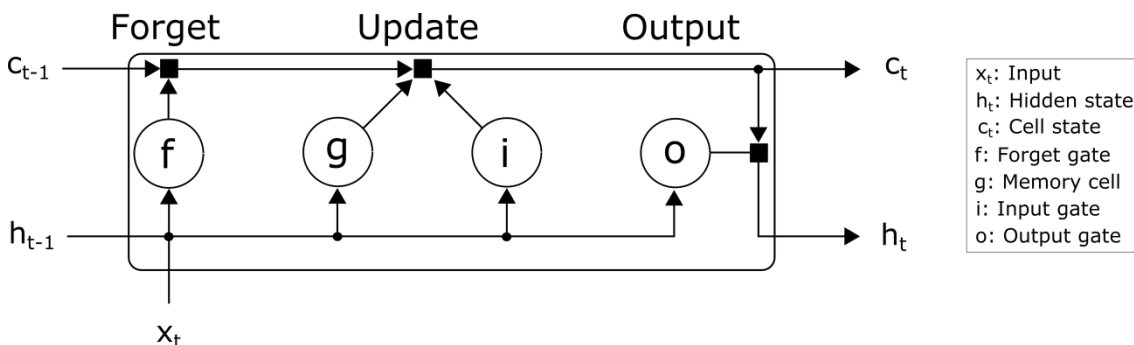 Forget Update Output
c_{t-1} c_t
f g i o
h_{t-1} h_t
x_t
x_t: Input
h_t: Hidden state
c_t: Cell state
f: Forget gate
g: Memory cell
i: Input gate
o: Output gate